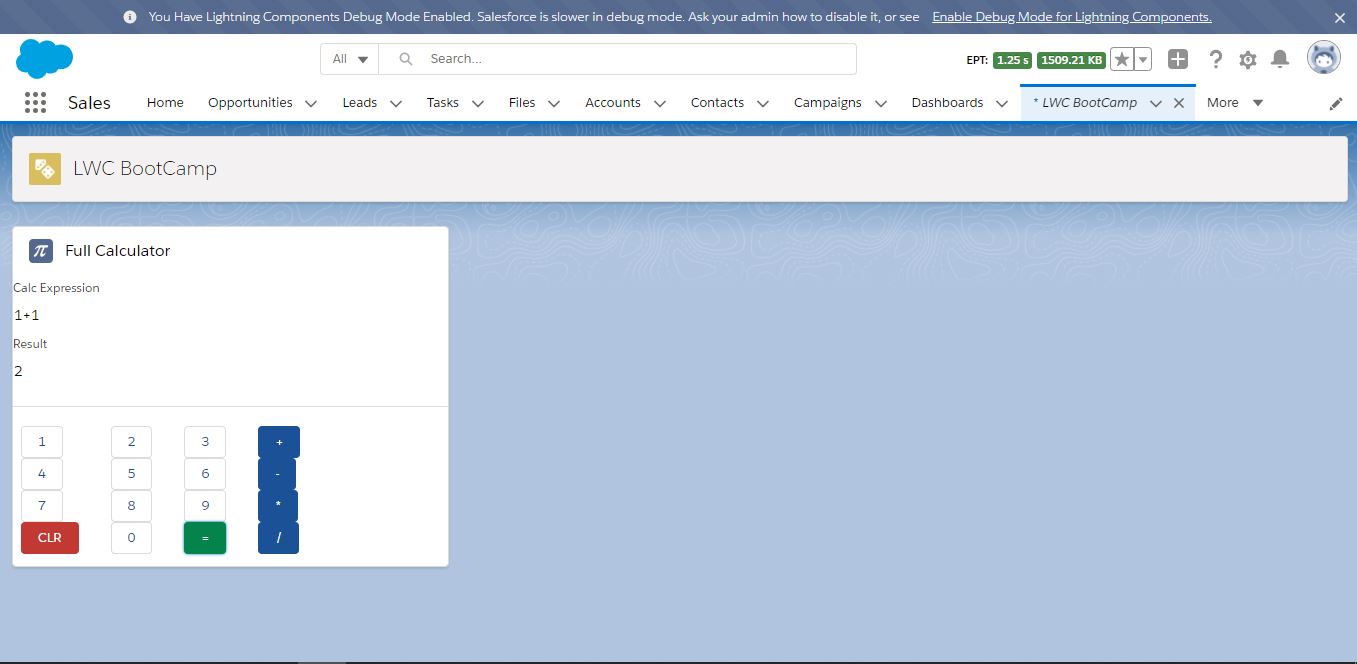 You Have Lightning Components Debug Mode Enabled. Salesforce is slower in debug mode. Ask your admin how to disable it, or see Enable Debug Mode for Lightning Components.
All Search... EPT: 1.25 s 1509.21 KB
Sales Home Opportunities Leads Tasks Files Accounts Contacts Campaigns Dashboards * LWC BootCamp More
LWC BootCamp
π Full Calculator
Calc Expression
1+1
Result
2
1 2 3 +
4 5 6 -
7 8 9 *
CLR 0 = /